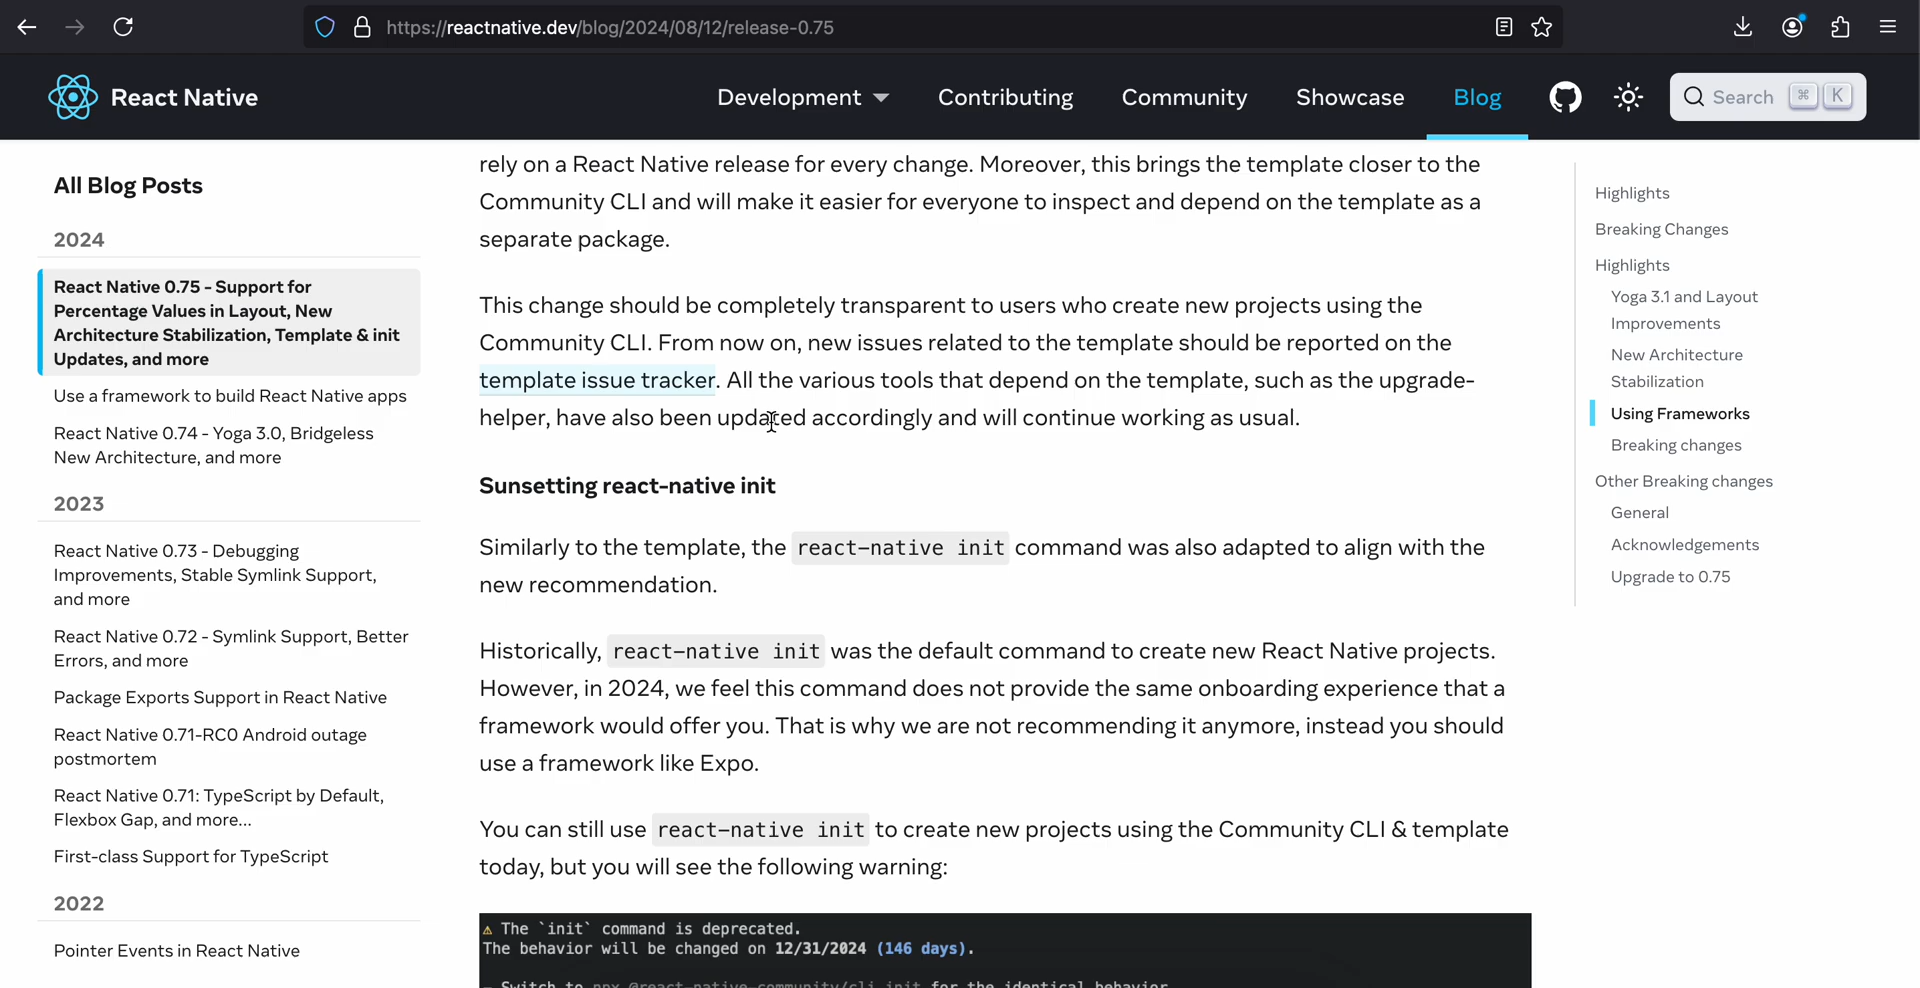 https://reactnative.dev/blog/2024/08/12/release-0.75
React Native
Development
Contributing
Community
Showcase
Blog
Search ⌘ K
All Blog Posts
2024
React Native 0.75 - Support for
Percentage Values in Layout, New
Architecture Stabilization, Template & init
Updates, and more
Use a framework to build React Native apps
React Native 0.74 - Yoga 3.0, Bridgeless
New Architecture, and more
2023
React Native 0.73 - Debugging
Improvements, Stable Symlink Support,
and more
React Native 0.72 - Symlink Support, Better
Errors, and more
Package Exports Support in React Native
React Native 0.71-RC0 Android outage
postmortem
React Native 0.71: TypeScript by Default,
Flexbox Gap, and more...
First-class Support for TypeScript
2022
Pointer Events in React Native
rely on a React Native release for every change. Moreover, this brings the template closer to the
Community CLI and will make it easier for everyone to inspect and depend on the template as a
separate package.
This change should be completely transparent to users who create new projects using the
Community CLI. From now on, new issues related to the template should be reported on the
template issue tracker. All the various tools that depend on the template, such as the upgrade-
helper, have also been updated accordingly and will continue working as usual.
Sunsetting react-native init
Similarly to the template, the react-native init command was also adapted to align with the
new recommendation.
Historically, react-native init was the default command to create new React Native projects.
However, in 2024, we feel this command does not provide the same onboarding experience that a
framework would offer you. That is why we are not recommending it anymore, instead you should
use a framework like Expo.
You can still use react-native init to create new projects using the Community CLI & template
today, but you will see the following warning:
⚠ The `init` command is deprecated.
The behavior will be changed on 12/31/2024 (146 days).
- Switch to npx @react-native-community/cli init for the identical behavior
Highlights
Breaking Changes
Highlights
Yoga 3.1 and Layout
Improvements
New Architecture
Stabilization
Using Frameworks
Breaking changes
Other Breaking changes
General
Acknowledgements
Upgrade to 0.75